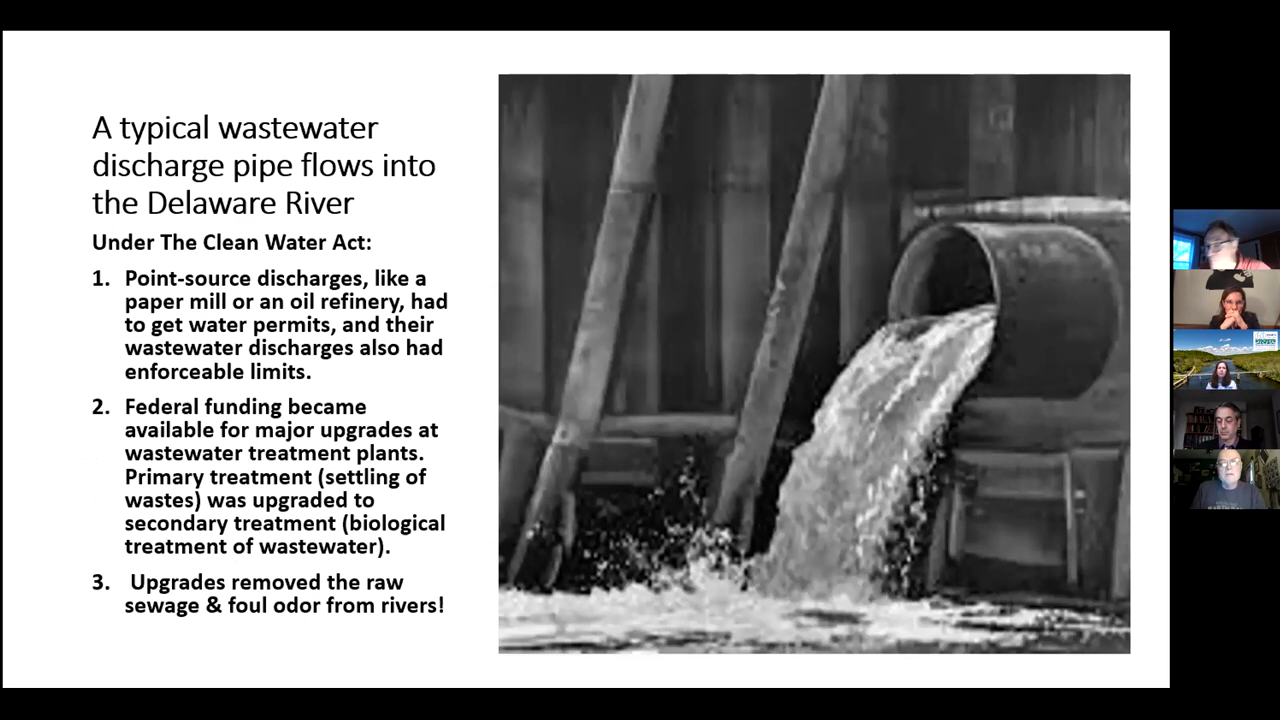 A typical wastewater
discharge pipe flows into
the Delaware River
Under The Clean Water Act:
1. Point-source discharges, like a
paper mill or an oil refinery, had
to get water permits, and their
wastewater discharges also had
enforceable limits.
2. Federal funding became
available for major upgrades at
wastewater treatment plants.
Primary treatment (settling of
wastes) was upgraded to
secondary treatment (biological
treatment of wastewater).
3. Upgrades removed the raw
sewage & foul odor from rivers!